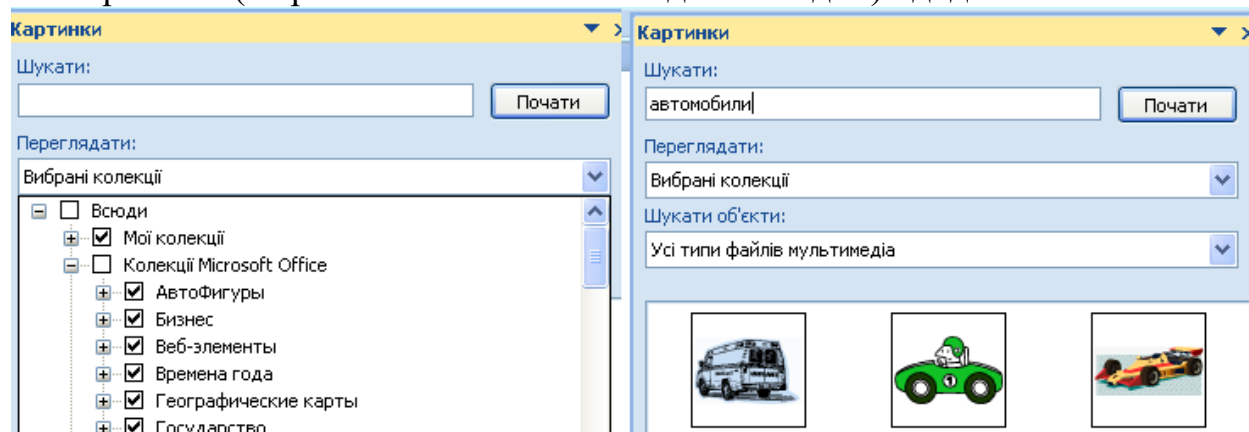 Картинки
Шукати:
Почати
Переглядати:
Вибрані колекції
Всюди
Мої колекції
Колекції Microsoft Office
АвтоФигуры
Бизнес
Веб-элементы
Времена года
Географические карты
Государство
Картинки
Шукати:
автомобили
Почати
Переглядати:
Вибрані колекції
Шукати об'єкти:
Усі типи файлів мультимедіа
1